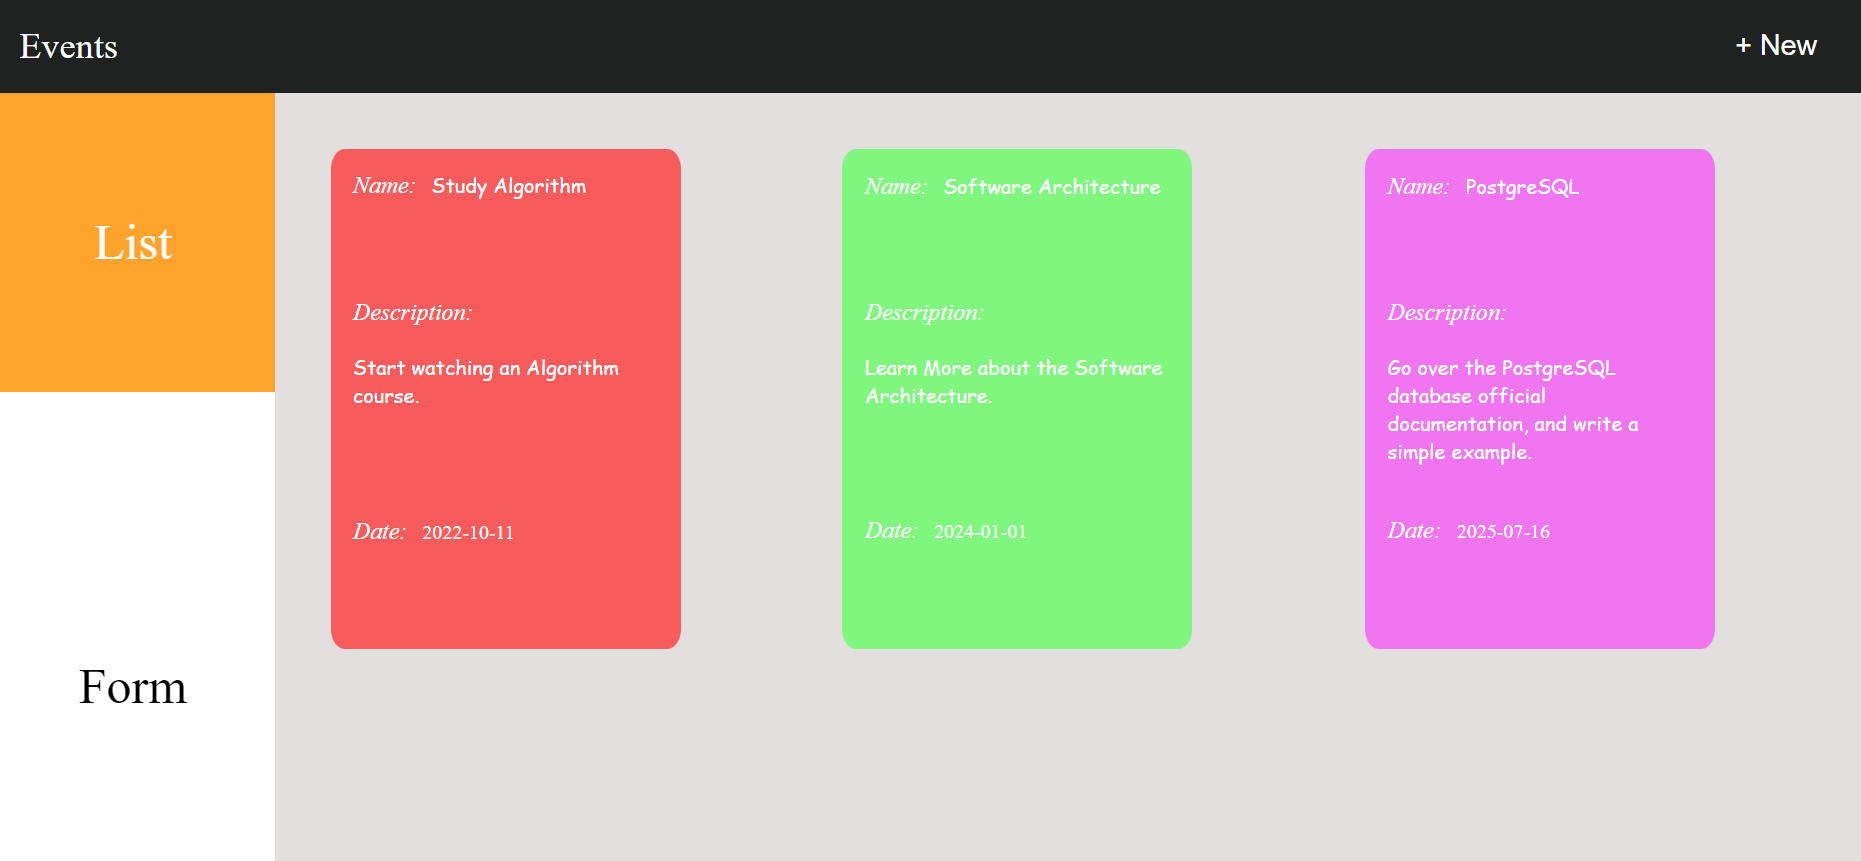 Events
+ New
List
Form
Name: Study Algorithm
Description:
Start watching an Algorithm
course.
Date: 2022-10-11
Name: Software Architecture
Description:
Learn More about the Software
Architecture.
Date: 2024-01-01
Name: PostgreSQL
Description:
Go over the PostgreSQL
database official
documentation, and write a
simple example.
Date: 2025-07-16